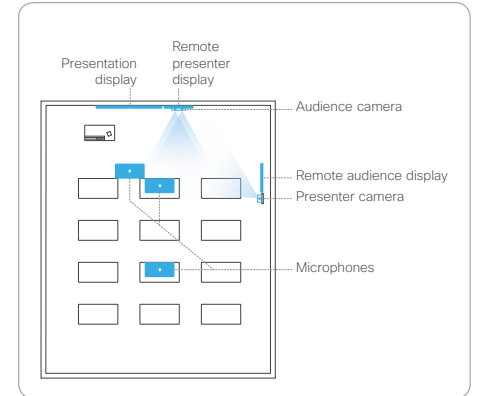 Remote
presenter
display
Presentation
display
Audience camera
Remote audience display
Presenter camera
Microphones